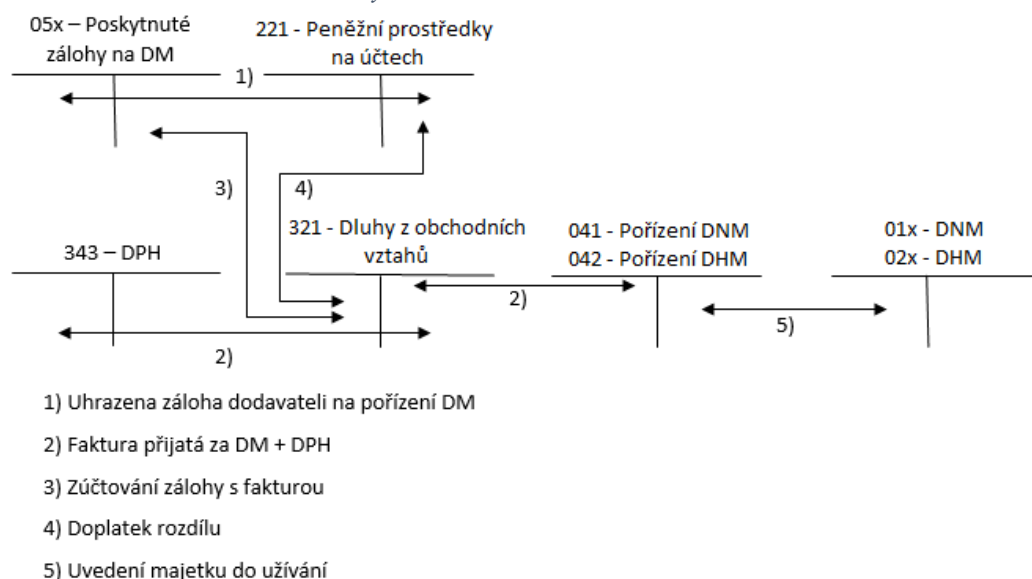 05x – Poskytnuté
zálohy na DM
221 - Peněžní prostředky
na účtech
1)
3)
4)
343 – DPH
321 - Dluhy z obchodních
vztahů
041 - Pořízení DNM
042 - Pořízení DHM
01x - DNM
02x - DHM
2)
5)
2)
1) Uhrazena záloha dodavateli na pořízení DM
2) Faktura přijatá za DM + DPH
3) Zúčtování zálohy s fakturou
4) Doplatek rozdílu
5) Uvedení majetku do užívání